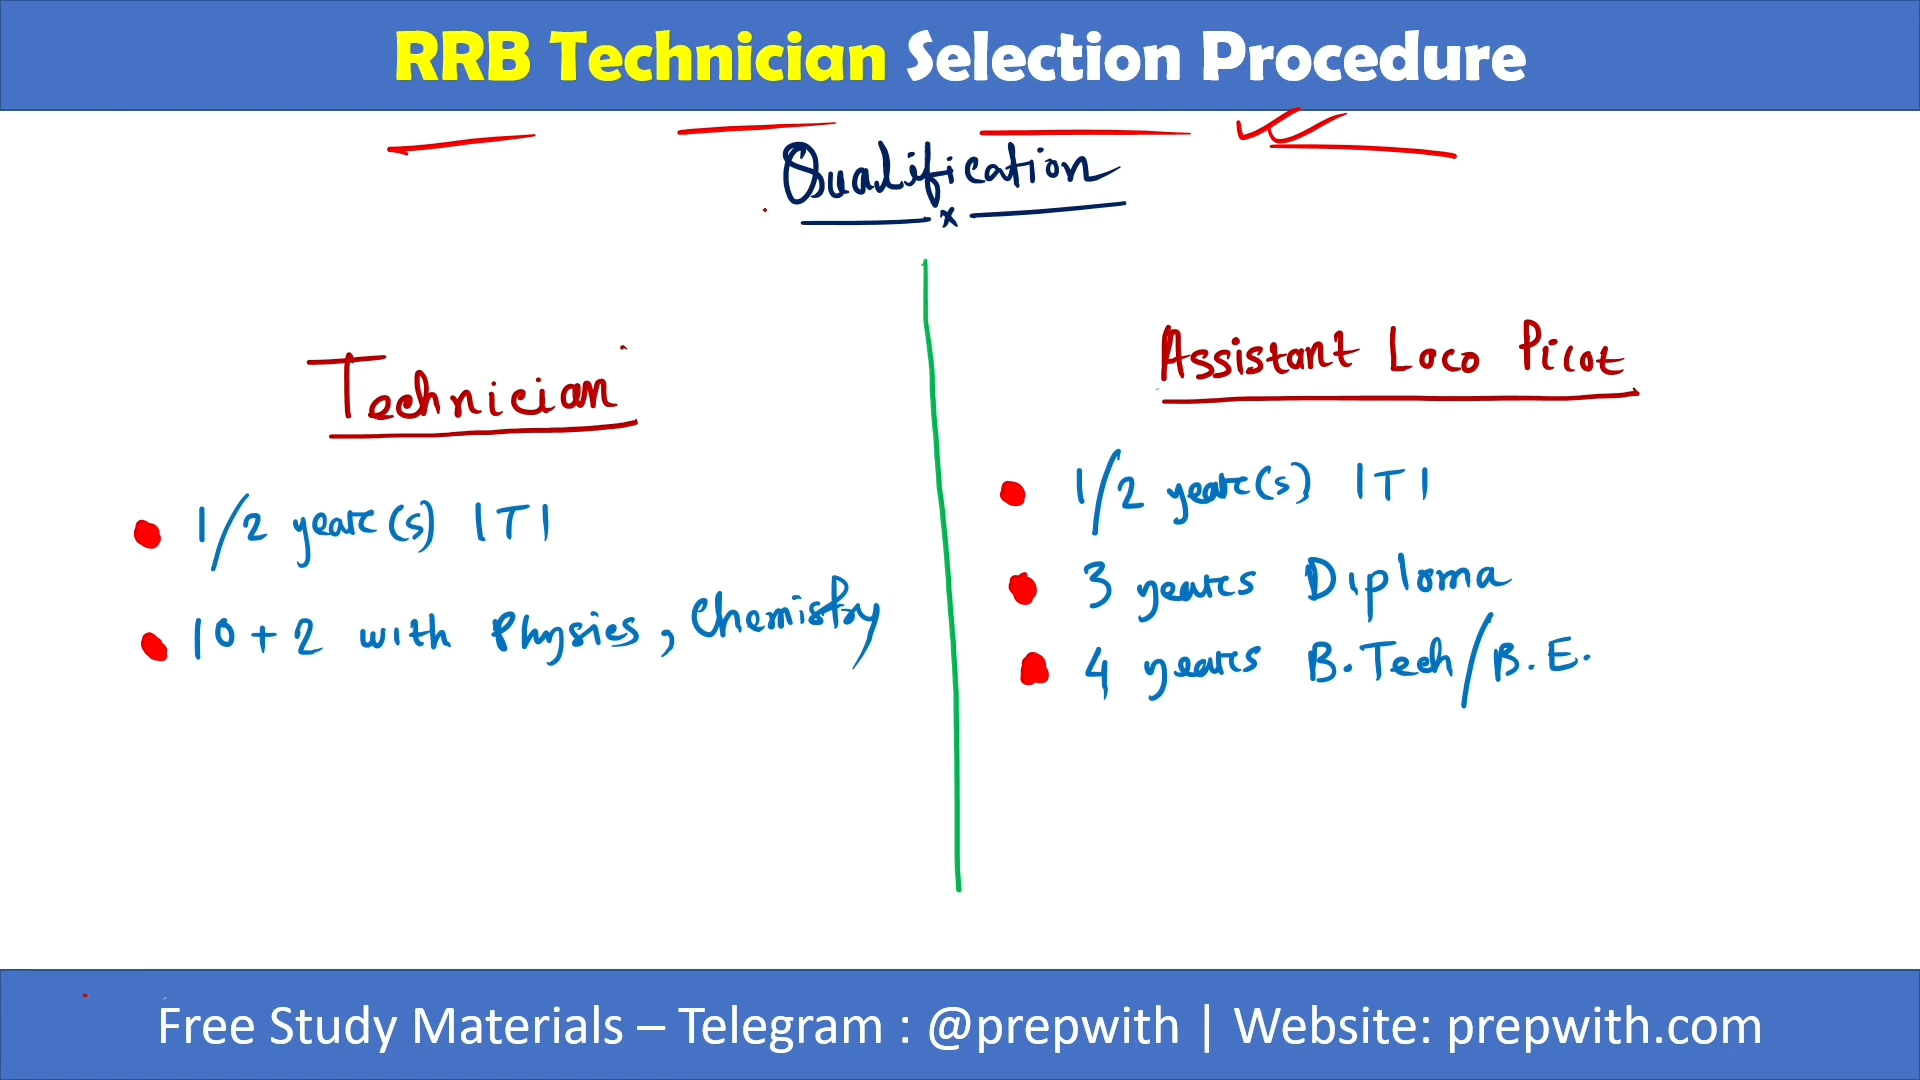 RRB Technician Selection Procedure
Qualification
x
Technician
1/2 year(s) ITI
10+2 with Physics, Chemistry
Assistant Loco Pilot
1/2 year(s) ITI
3 years Diploma
4 years B.Tech/B.E.
Free Study Materials – Telegram : @prepwith | Website: prepwith.com